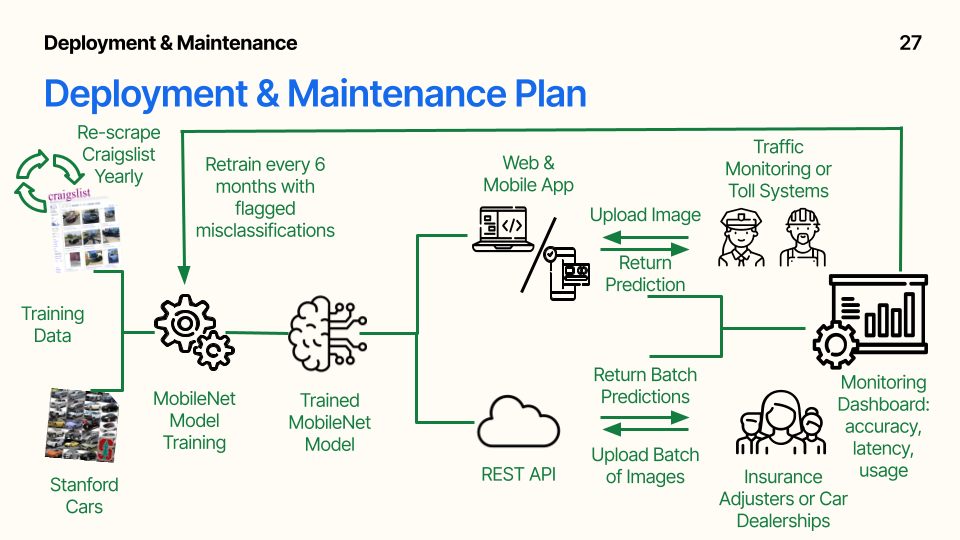 Deployment & Maintenance
27
Deployment & Maintenance Plan
Re-scrape
Craigslist
Yearly
craigslist
Training
Data
Stanford
Cars
Retrain every 6
months with
flagged
misclassifications
MobileNet
Model
Training
Trained
MobileNet
Model
Web &
Mobile App
</>
REST API
Upload Image
Return
Prediction
Return Batch
Predictions
Upload Batch
of Images
Traffic
Monitoring or
Toll Systems
Insurance
Adjusters or Car
Dealerships
Monitoring
Dashboard:
accuracy,
latency,
usage